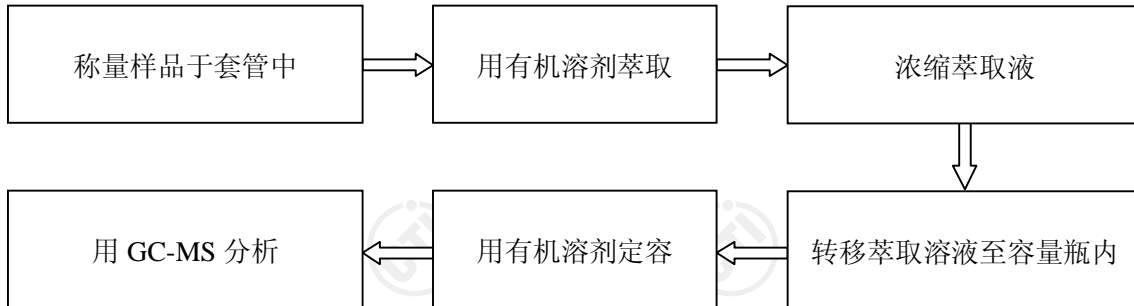 称量样品于套管中
用有机溶剂萃取
浓缩萃取液
转移萃取溶液至容量瓶内
用有机溶剂定容
用 GC-MS 分析
CTI
CTI